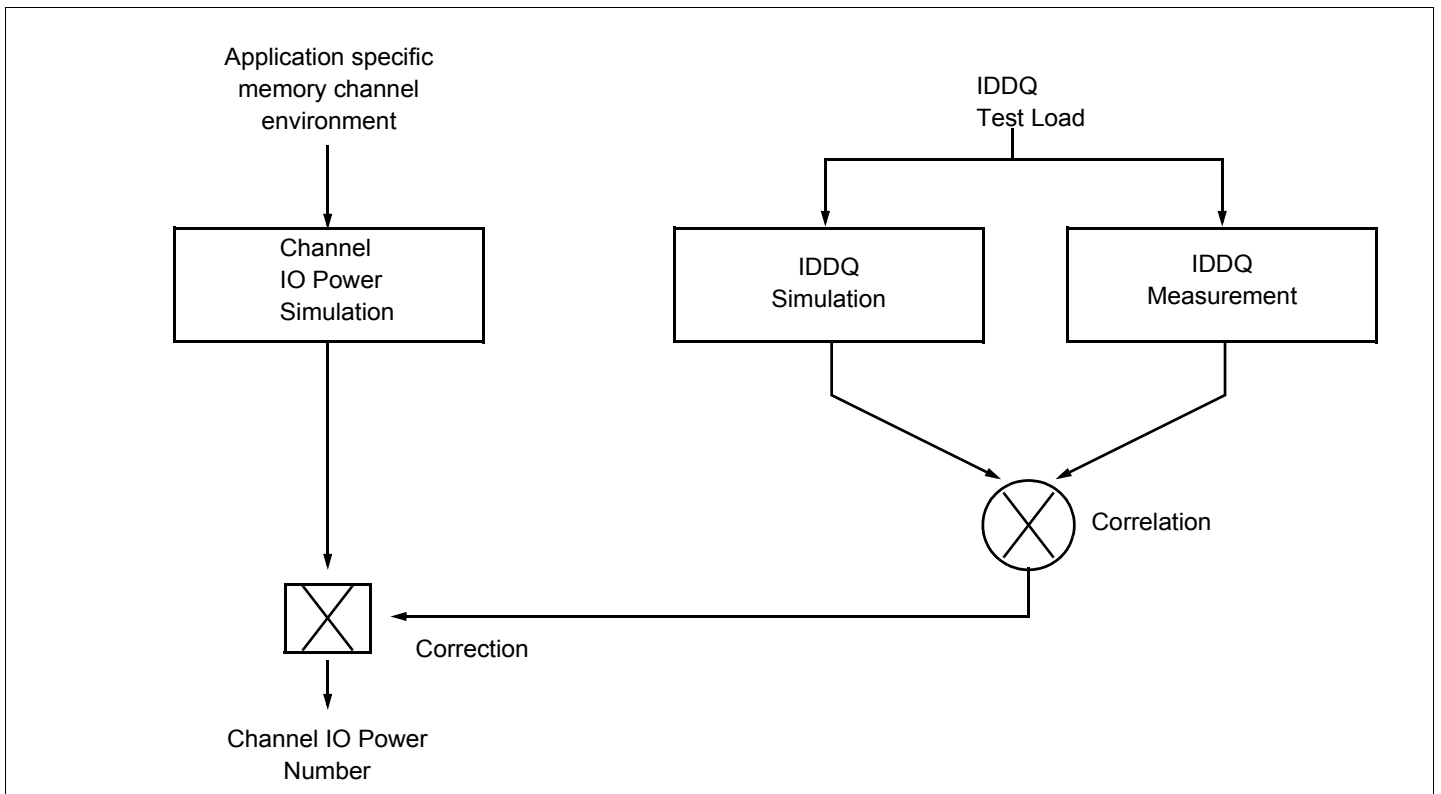 Application specific
memory channel
environment
IDDQ
Test Load
Channel
IO Power
Simulation
IDDQ
Simulation
IDDQ
Measurement
Correlation
Correction
Channel IO Power
Number